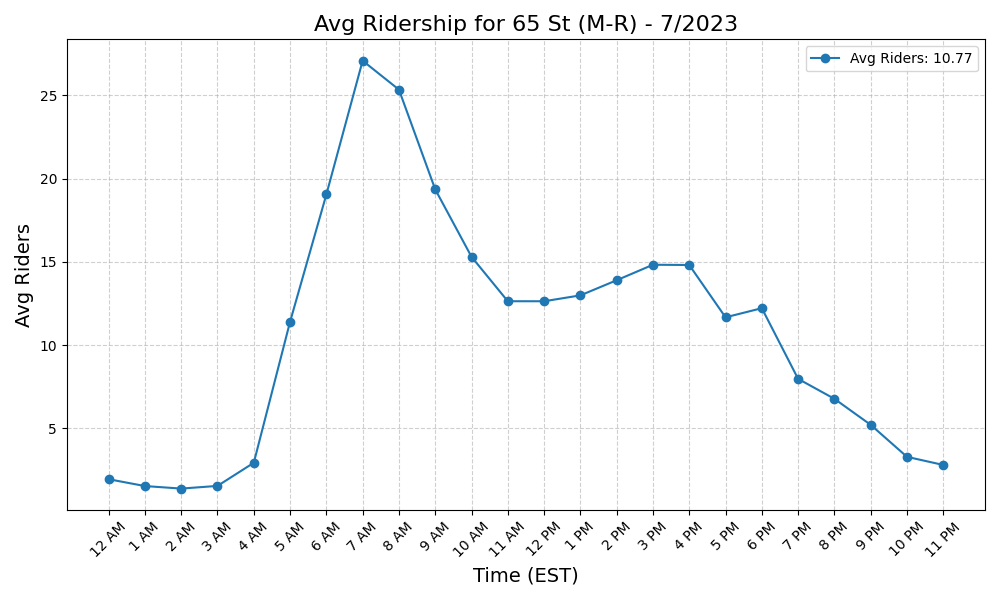 Avg Ridership for 65 St (M-R) - 7/2023
Avg Riders: 10.77
Avg Riders
25
20
15
10
5
12 AM
1 AM
2 AM
3 AM
4 AM
5 AM
6 AM
7 AM
8 AM
9 AM
10 AM
11 AM
12 PM
1 PM
2 PM
3 PM
4 PM
5 PM
6 PM
7 PM
8 PM
9 PM
10 PM
11 PM
Time (EST)